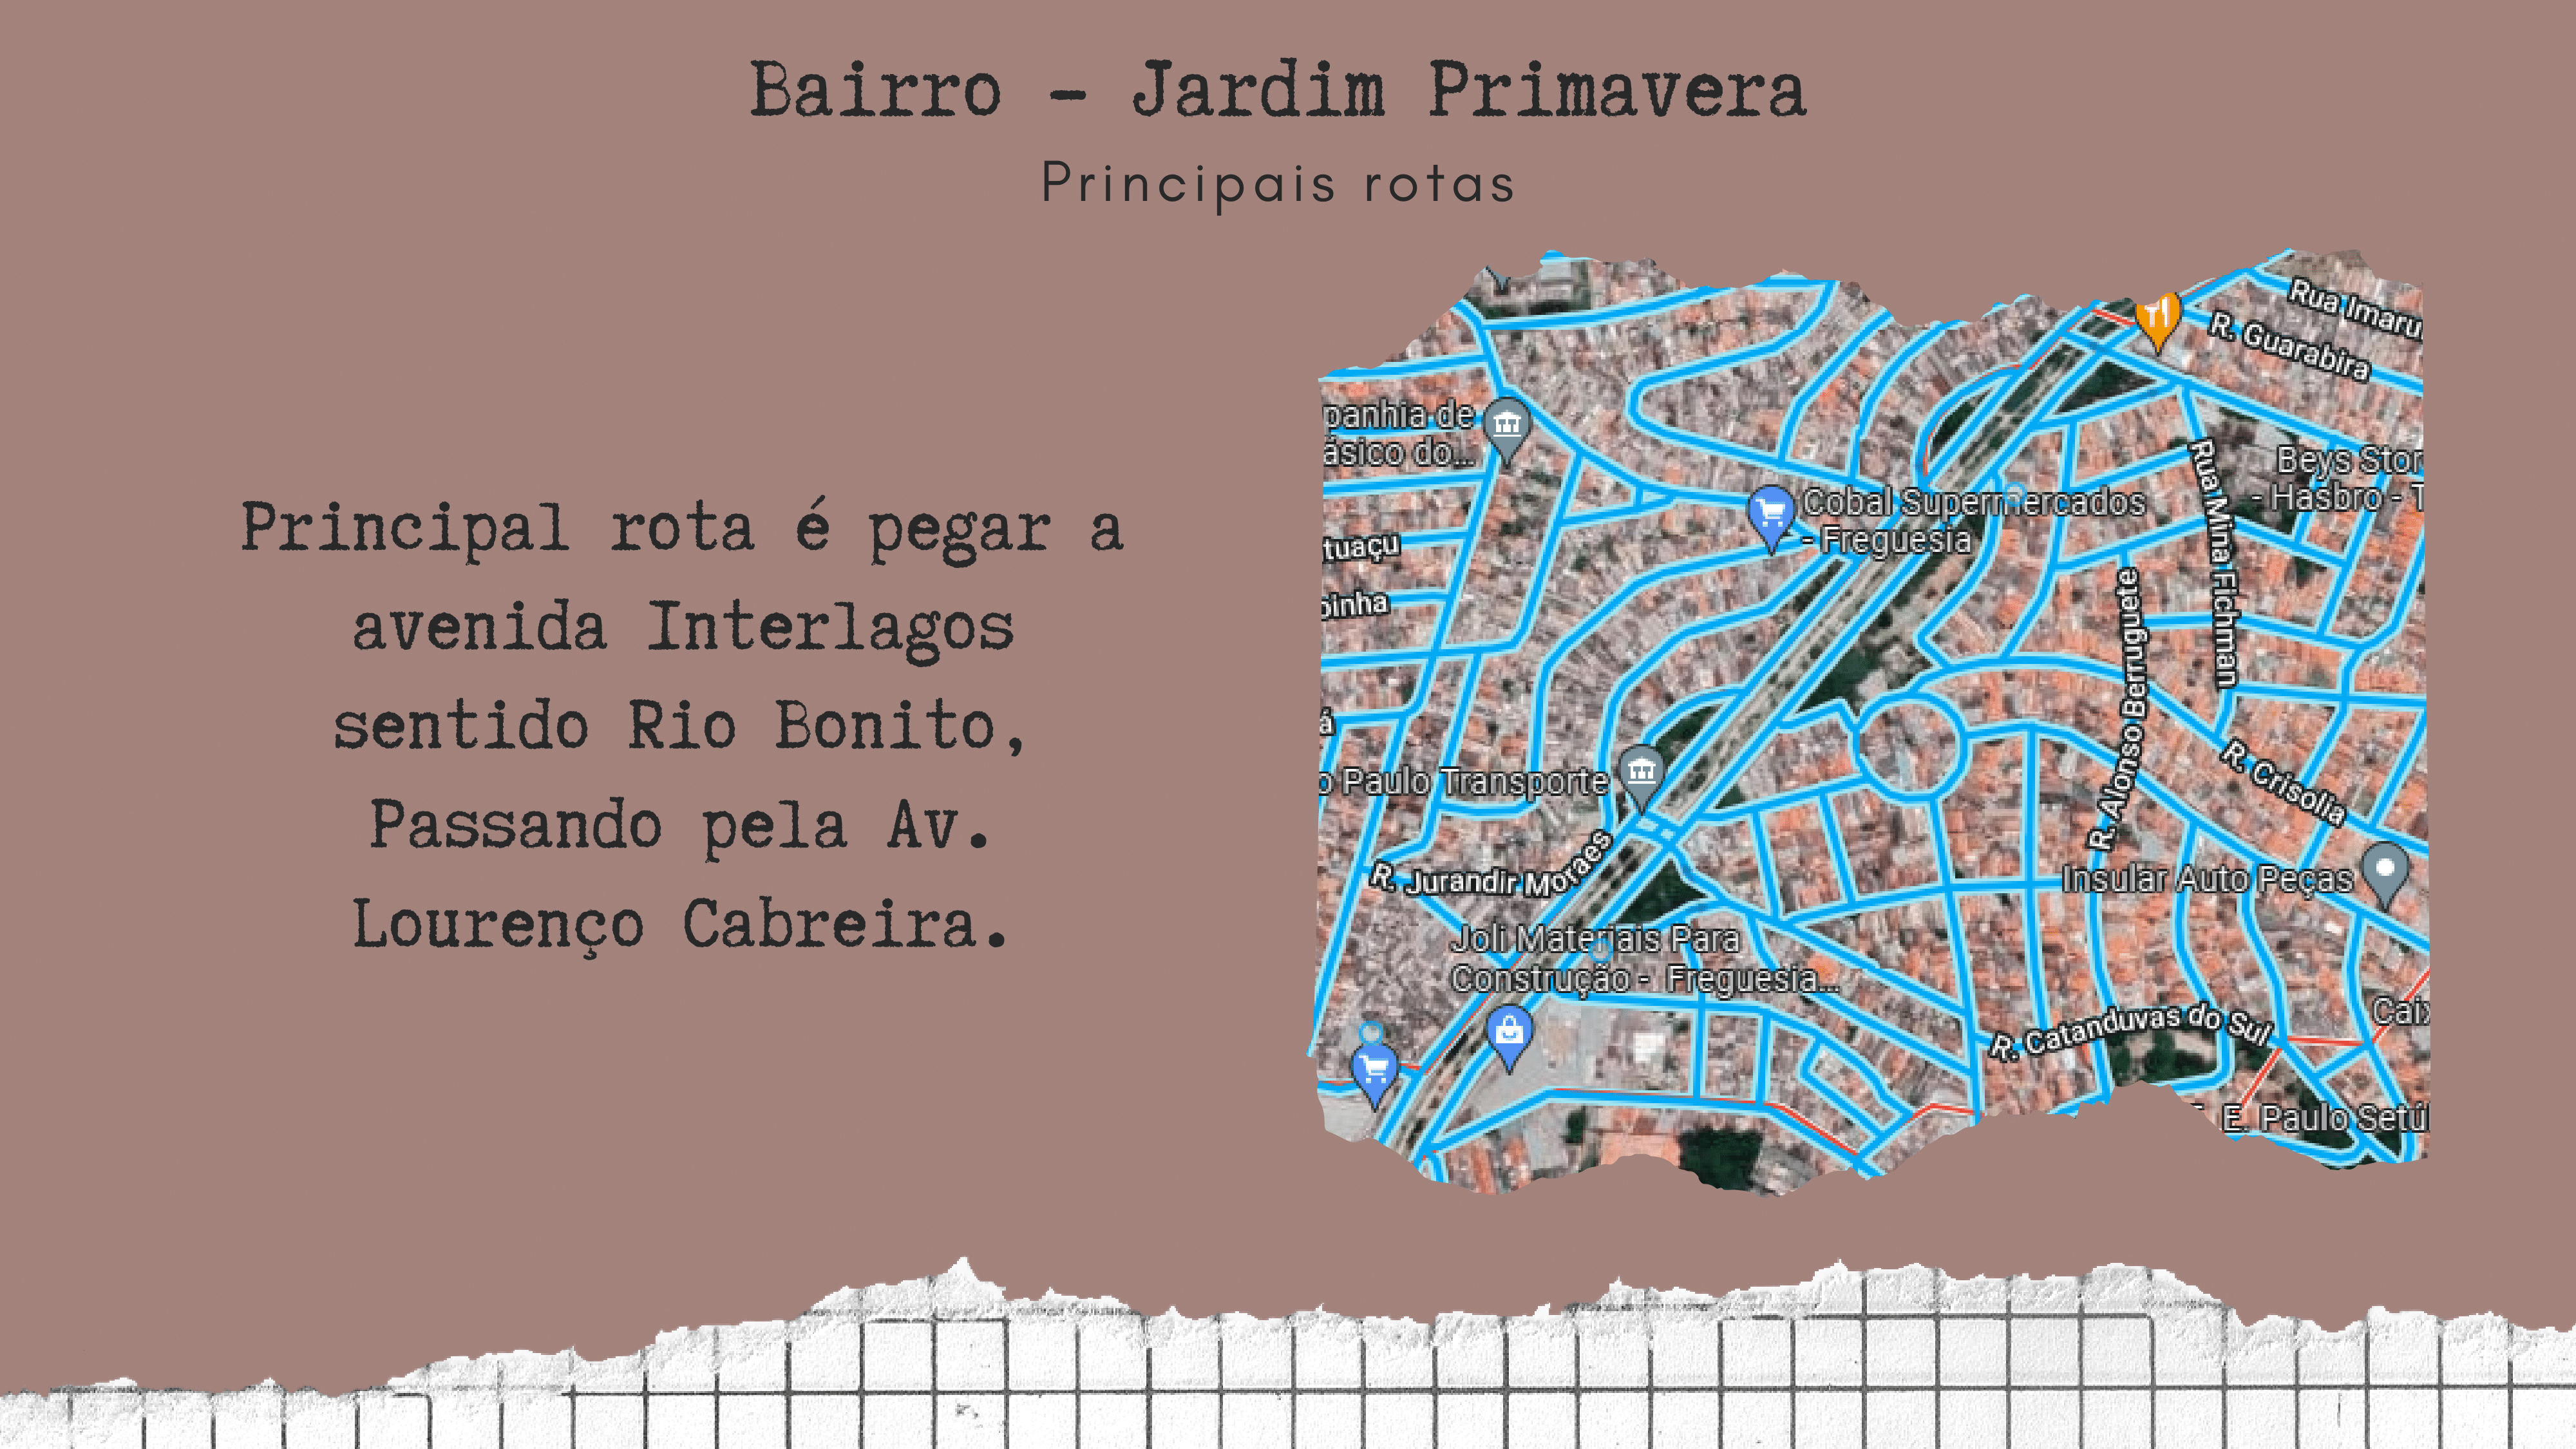 Bairro - Jardim Primavera
Principais rotas
Principal rota é pegar a
avenida Interlagos
sentido Rio Bonito,
Passando pela Av.
Lourenço Cabreira.
Rua Imaru
R. Guarabira
panhia de
ásico do...
Beys Stor
- Hasbro - T
Cobal Supermercados
- Freguesia
Rua Mina Fichman
tuaçu
pinha
R. Alonso Berruguete
á
o Paulo Transporte
R. Crisolia
R. Jurandir Moraes
Insular Auto Peças
Joli Materiais Para
Construção - Freguesia...
R. Catanduvas do Sul
Caix
E. Paulo Setúl